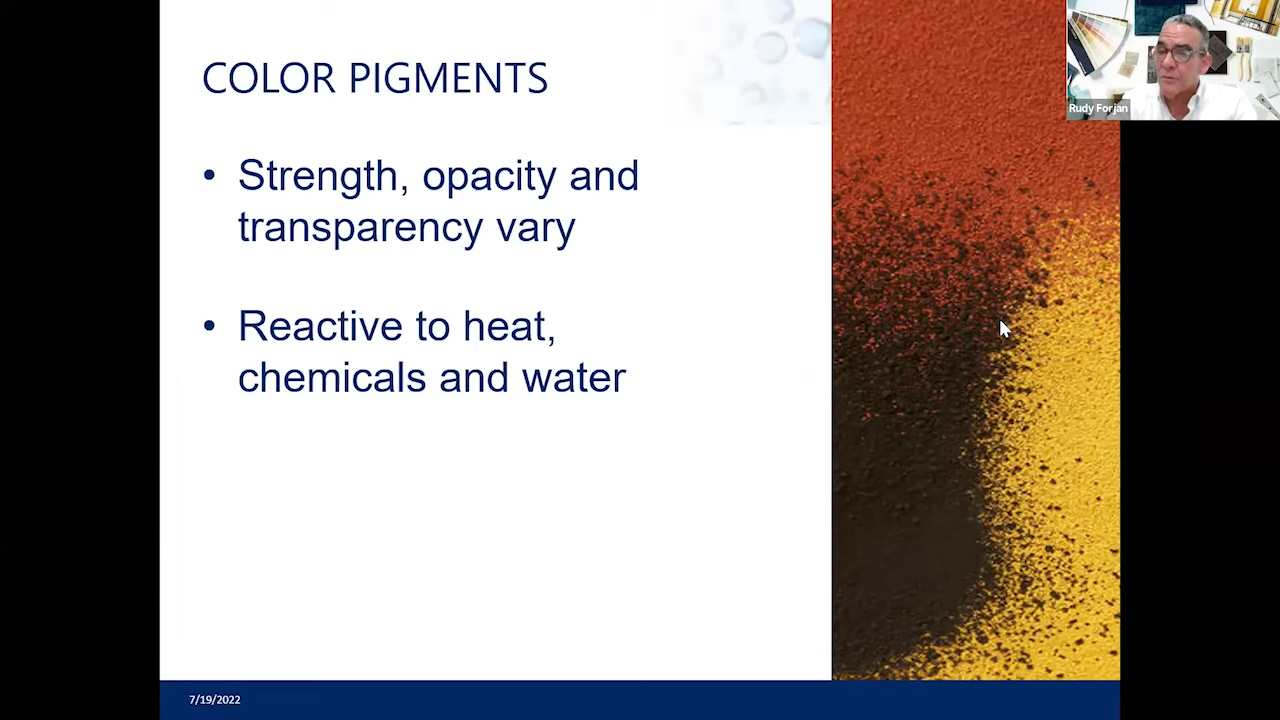 COLOR PIGMENTS
Rudy Forjan
• Strength, opacity and
transparency vary
• Reactive to heat,
chemicals and water
7/19/2022